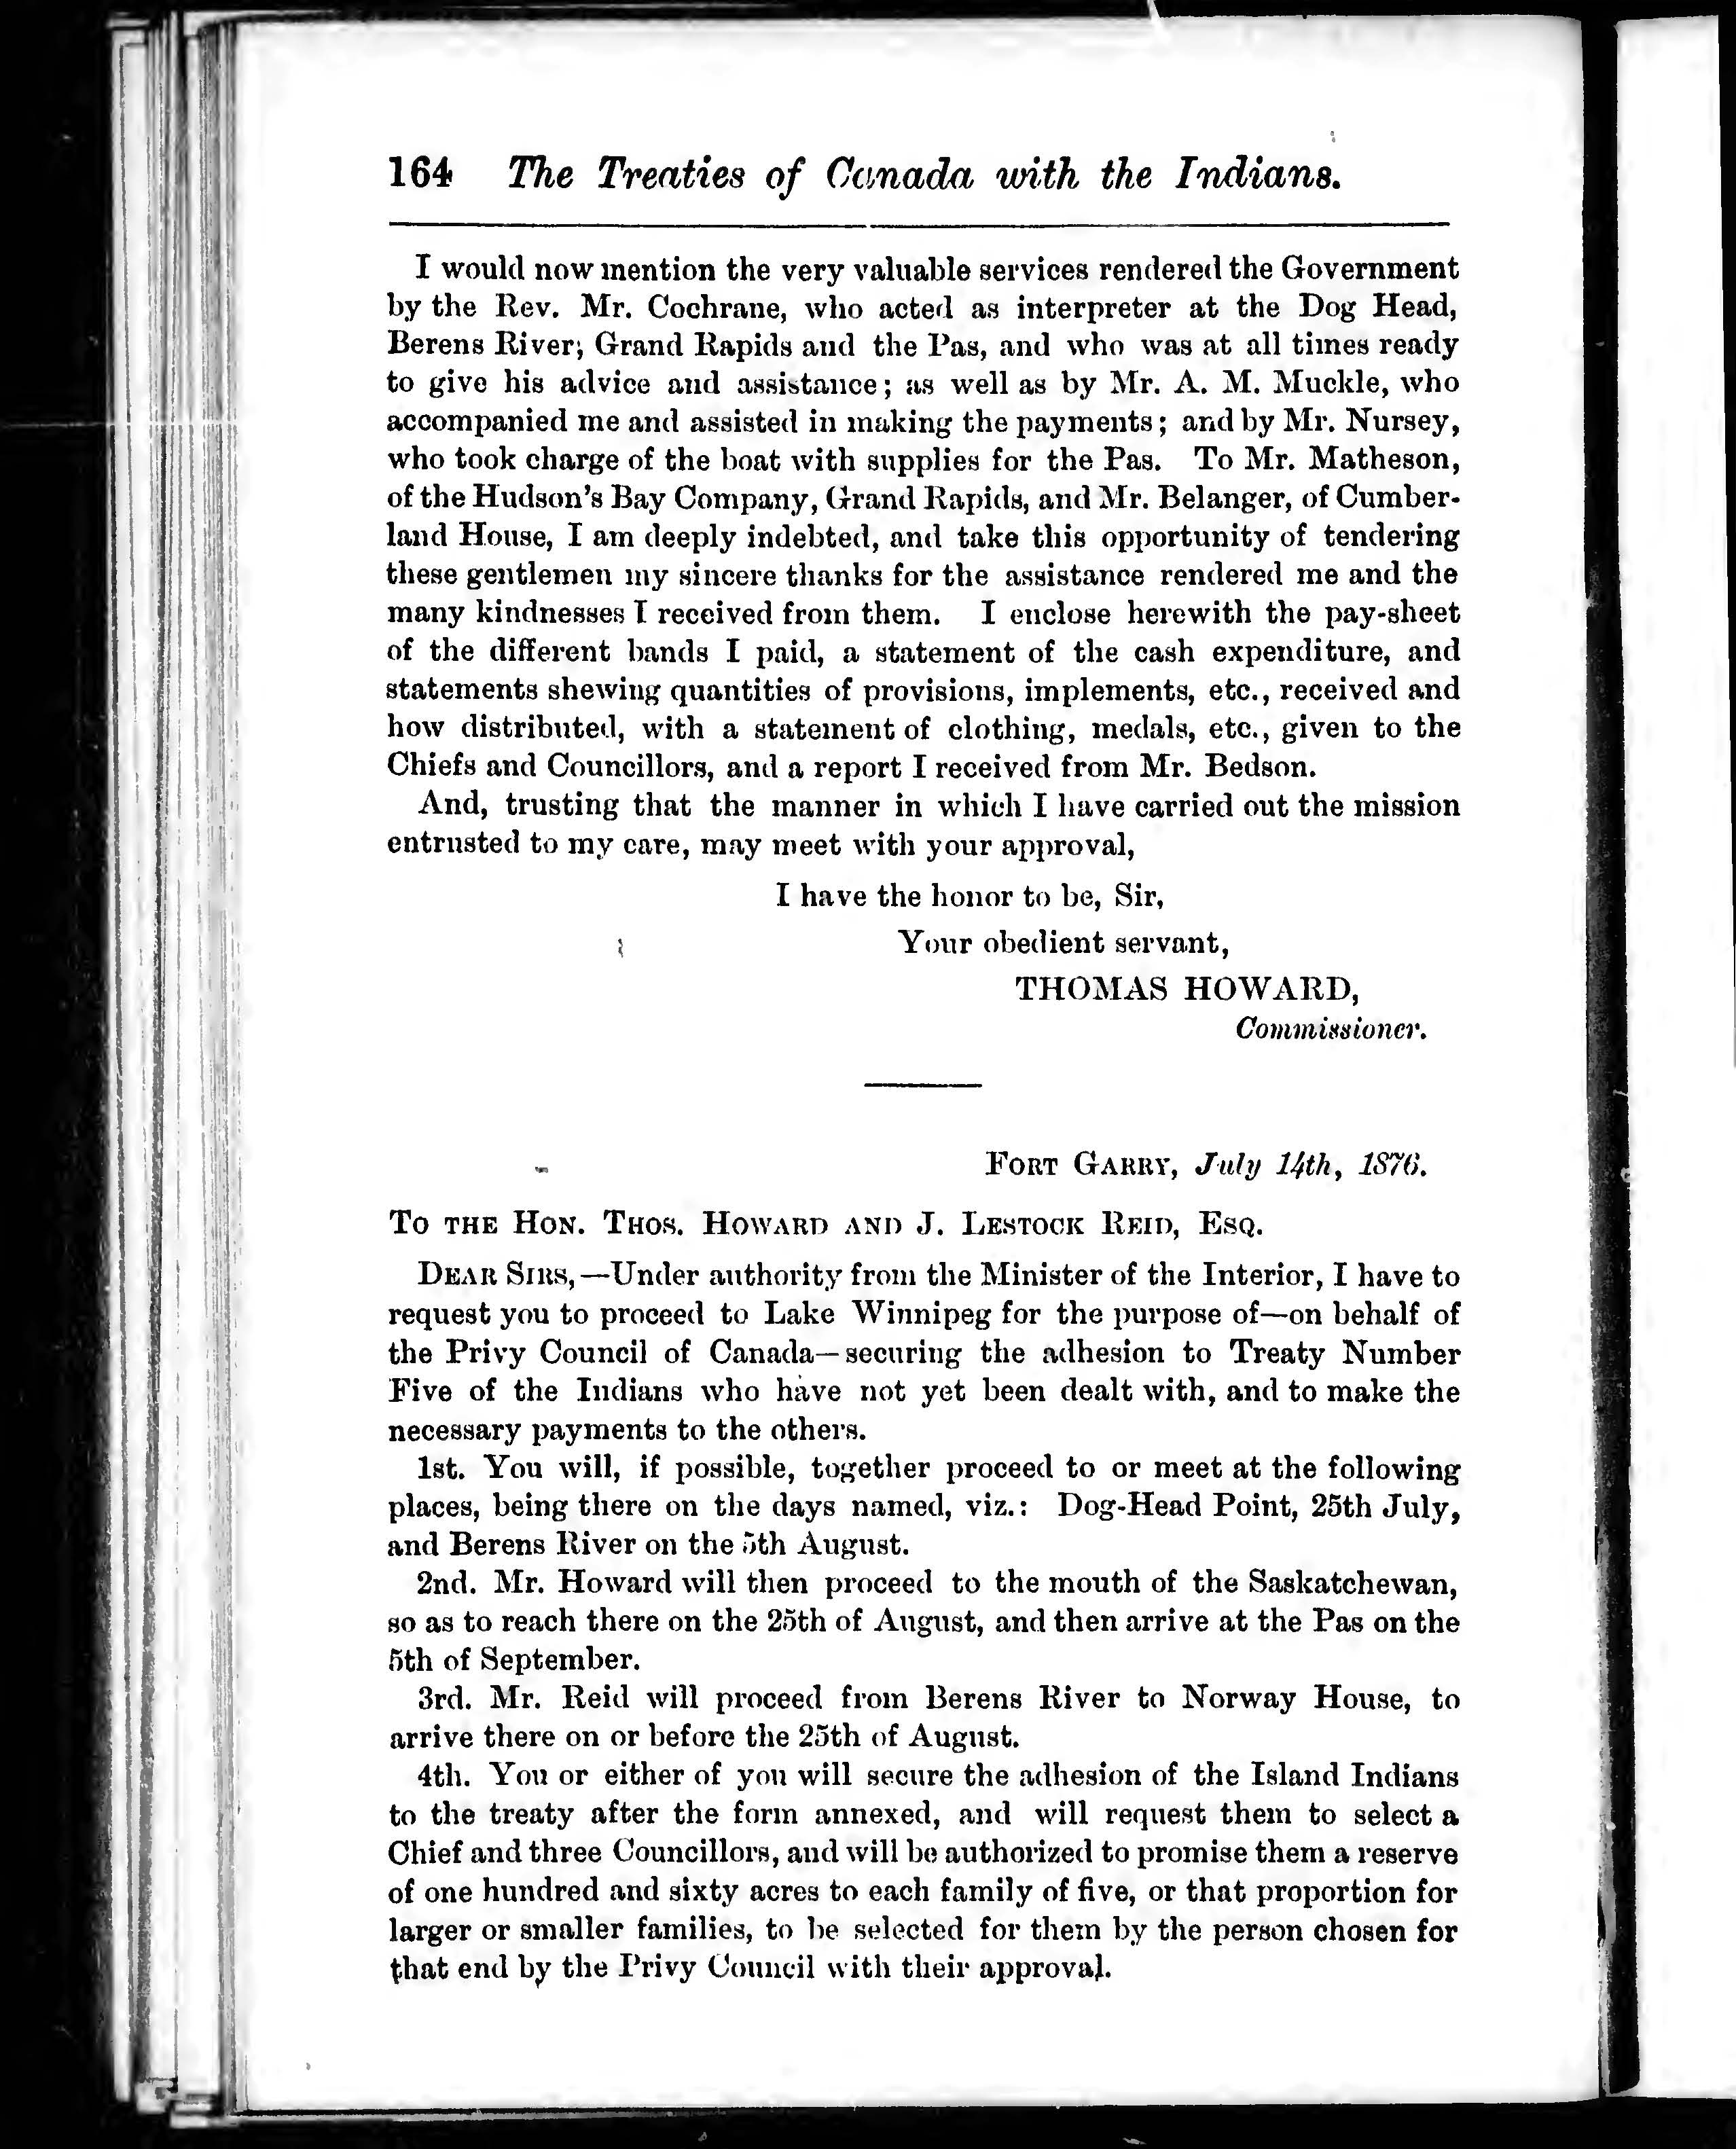 164 The Treaties of Canada with the Indians.
I would now mention the very valuable services rendered the Government
by the Rev. Mr. Cochrane, who acted as interpreter at the Dog Head,
Berens River, Grand Rapids and the Pas, and who was at all times ready
to give his advice and assistance; as well as by Mr. A. M. Muckle, who
accompanied me and assisted in making the payments; and by Mr. Nursey,
who took charge of the boat with supplies for the Pas. To Mr. Matheson,
of the Hudson's Bay Company, Grand Rapids, and Mr. Belanger, of Cumber-
land House, I am deeply indebted, and take this opportunity of tendering
these gentlemen my sincere thanks for the assistance rendered me and the
many kindnesses I received from them. I enclose herewith the pay-sheet
of the different bands I paid, a statement of the cash expenditure, and
statements shewing quantities of provisions, implements, etc., received and
how distributed, with a statement of clothing, medals, etc., given to the
Chiefs and Councillors, and a report I received from Mr. Bedson.
And, trusting that the manner in which I have carried out the mission
entrusted to my care, may meet with your approval,
I have the honor to be, Sir,
Your obedient servant,
THOMAS HOWARD,
Commissioner.
FORT GARRY, July 14th, 1876.
TO THE HON. THOS. HOWARD AND J. LESTOCK REID, ESQ.
DEAR SIRS,—Under authority from the Minister of the Interior, I have to
request you to proceed to Lake Winnipeg for the purpose of—on behalf of
the Privy Council of Canada—securing the adhesion to Treaty Number
Five of the Indians who have not yet been dealt with, and to make the
necessary payments to the others.
1st. You will, if possible, together proceed to or meet at the following
places, being there on the days named, viz.: Dog-Head Point, 25th July,
and Berens River on the 5th August.
2nd. Mr. Howard will then proceed to the mouth of the Saskatchewan,
so as to reach there on the 25th of August, and then arrive at the Pas on the
5th of September.
3rd. Mr. Reid will proceed from Berens River to Norway House, to
arrive there on or before the 25th of August.
4th. You or either of you will secure the adhesion of the Island Indians
to the treaty after the form annexed, and will request them to select a
Chief and three Councillors, and will be authorized to promise them a reserve
of one hundred and sixty acres to each family of five, or that proportion for
larger or smaller families, to be selected for them by the person chosen for
that end by the Privy Council with their approval.